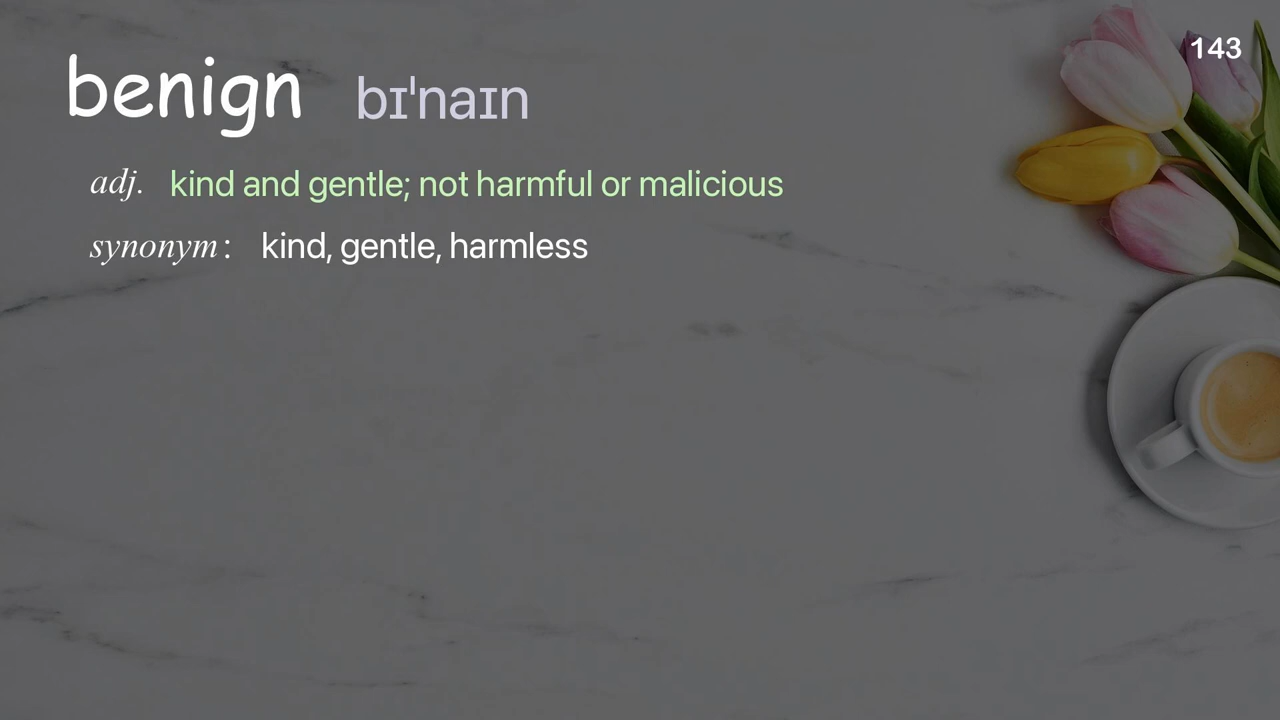 143
benign bɪˈnaɪn
adj. kind and gentle; not harmful or malicious
synonym: kind, gentle, harmless